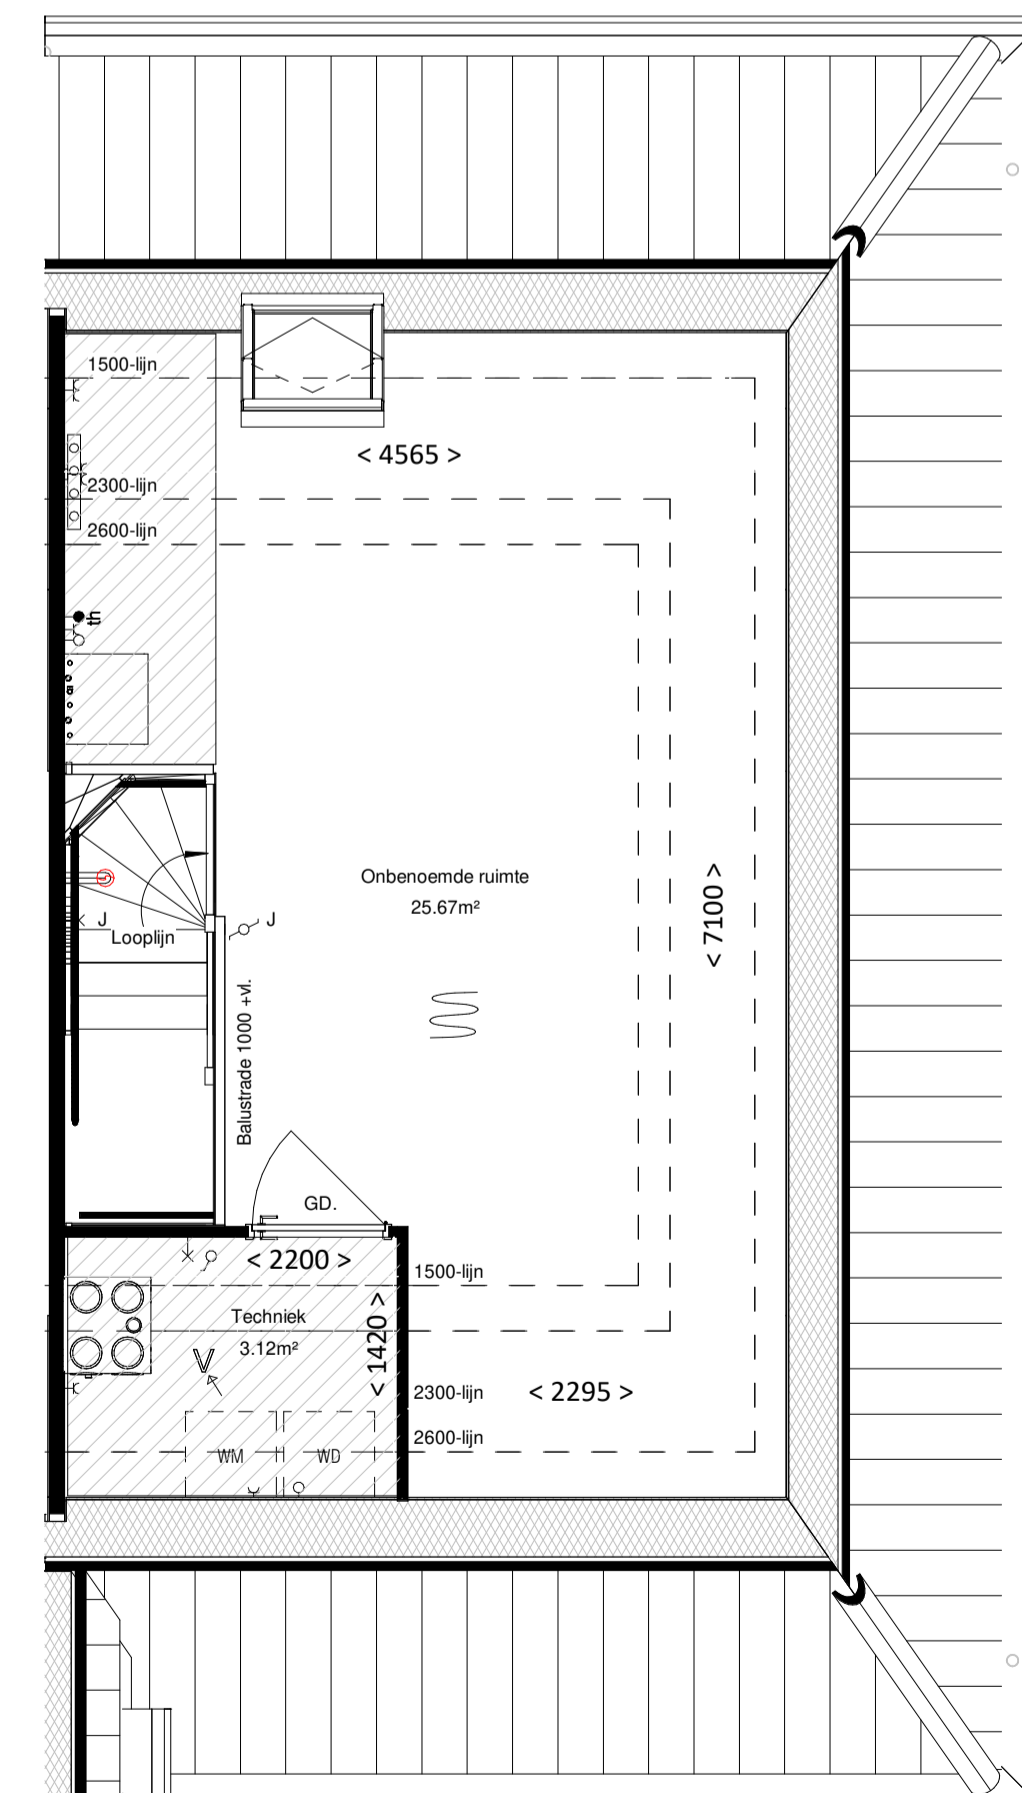 1500-lijn
< 4565 >
2300-lijn
2600-lijn
th
Onbenoemde ruimte
25.67m²
< 7100 >
J
J
Looplijn
Balustrade 1000 +vl.
GD.
< 2200 >
1500-lijn
Techniek
3.12m²
< 1420 >
V
2300-lijn
< 2295 >
2600-lijn
WM
WD